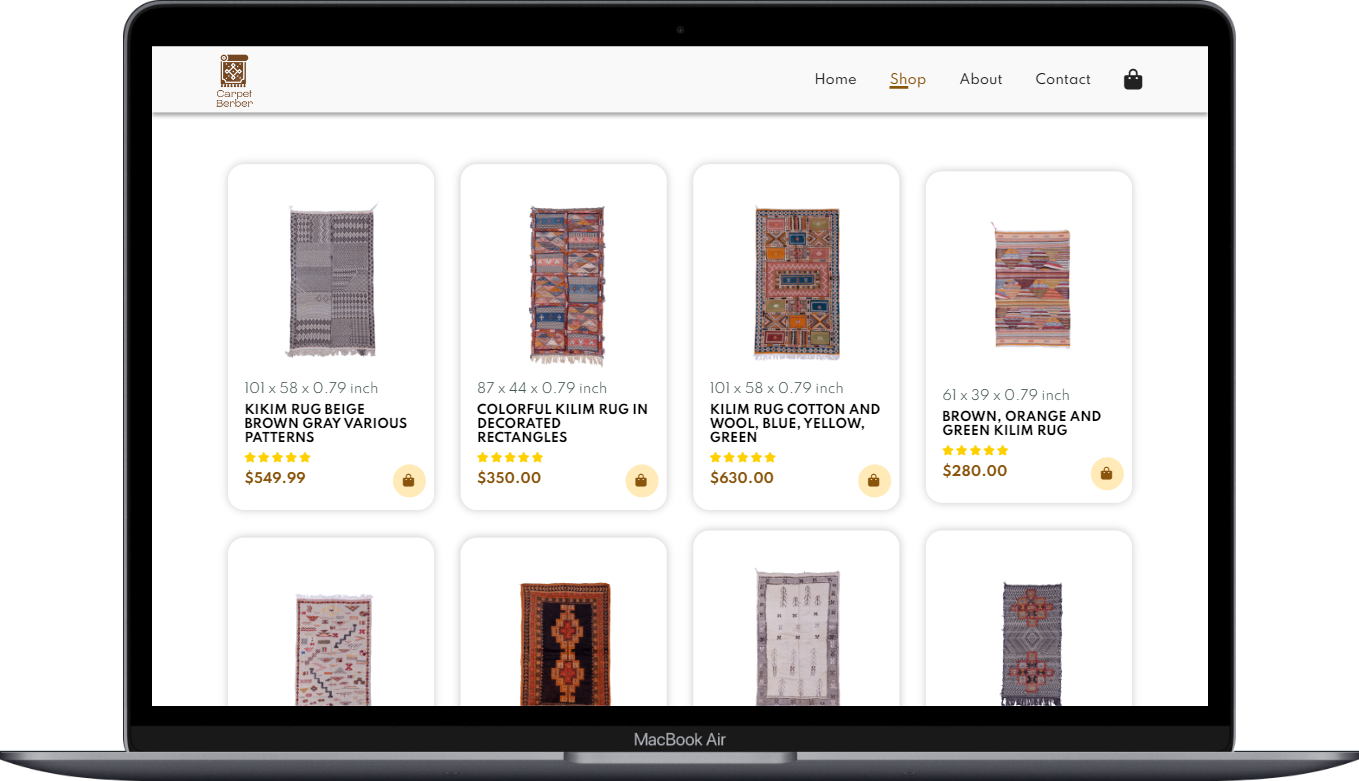 Carpet
Berber
Home
Shop
About
Contact
101 x 58 x 0.79 inch
KIKIM RUG BEIGE
BROWN GRAY VARIOUS
PATTERNS
$549.99
87 x 44 x 0.79 inch
COLORFUL KILIM RUG IN
DECORATED
RECTANGLES
$350.00
101 x 58 x 0.79 inch
KILIM RUG COTTON AND
WOOL, BLUE, YELLOW,
GREEN
$630.00
61 x 39 x 0.79 inch
BROWN, ORANGE AND
GREEN KILIM RUG
$280.00
MacBook Air